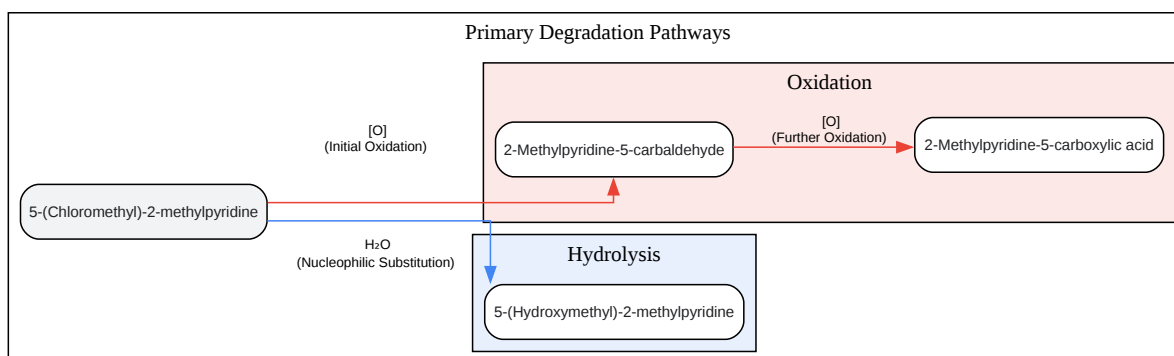 Primary Degradation Pathways
Oxidation
[O]
(Initial Oxidation)
2-Methylpyridine-5-carbaldehyde
[O]
(Further Oxidation)
2-Methylpyridine-5-carboxylic acid
5-(Chloromethyl)-2-methylpyridine
H₂O
(Nucleophilic Substitution)
Hydrolysis
5-(Hydroxymethyl)-2-methylpyridine